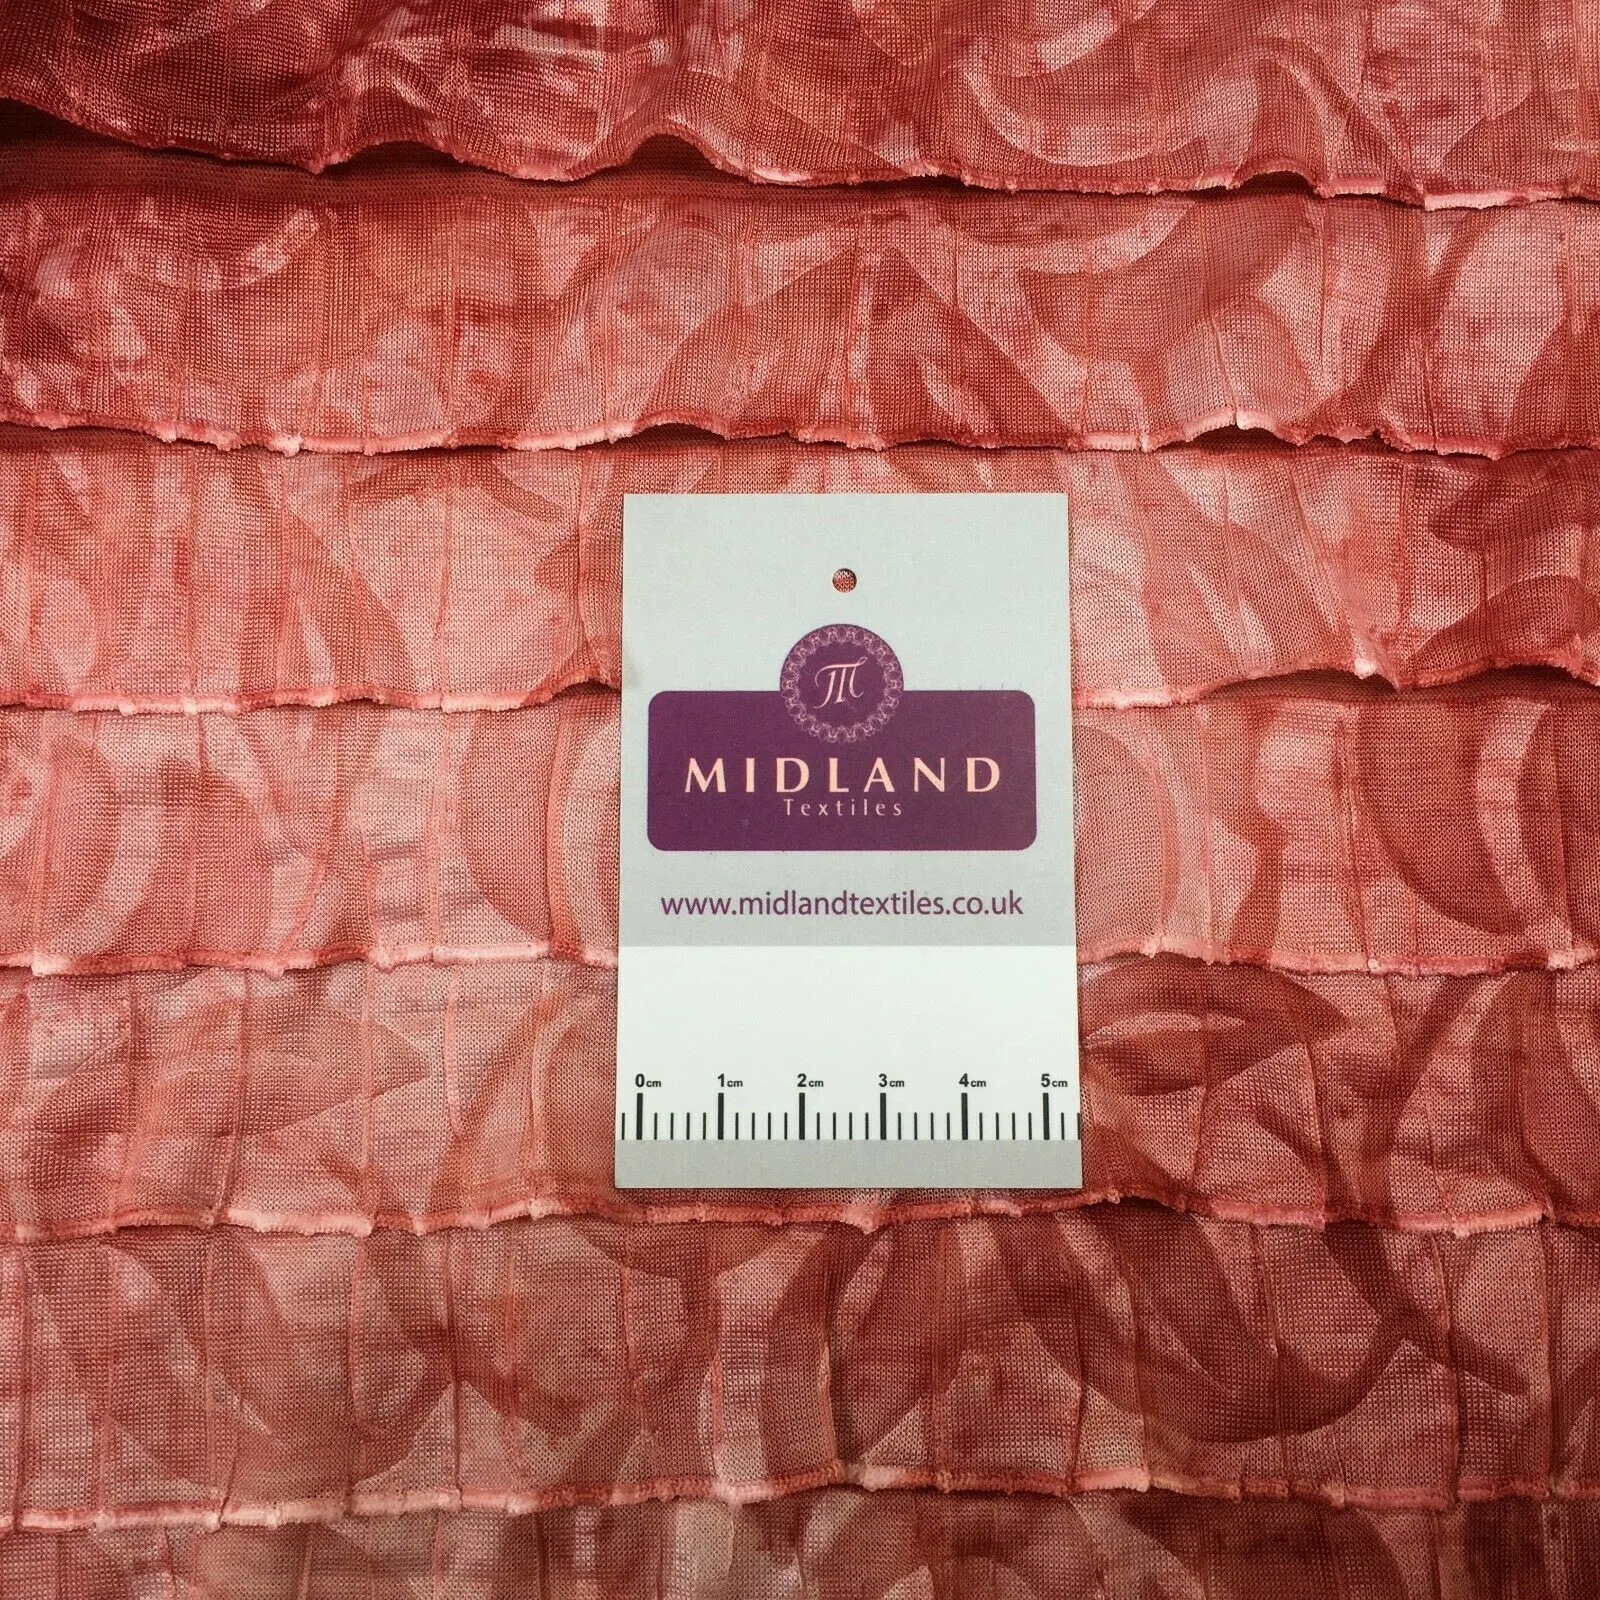 m
MIDLAND
Textiles
www.midlandtextiles.co.uk
0cm 1cm 2cm 3cm 4cm 5cm